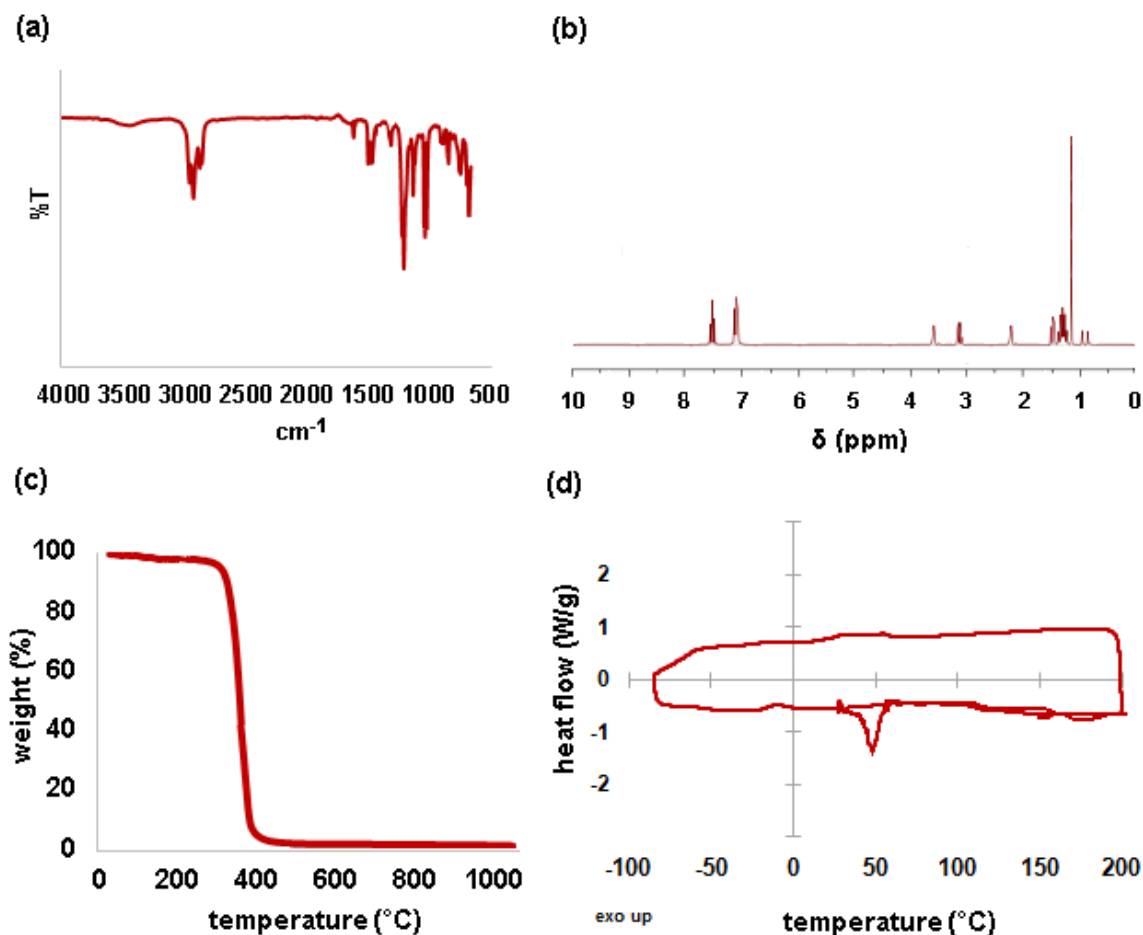 (a)
%T
4000 3500 3000 2500 2000 1500 1000 500
cm-1
(b)
10 9 8 7 6 5 4 3 2 1 0
δ (ppm)
(c)
weight (%)
100
80
60
40
20
0
0 200 400 600 800 1000
temperature (°C)
(d)
heat flow (W/g)
2
1
0
-1
-2
-100 -50 0 50 100 150 200
exo up
temperature (°C)